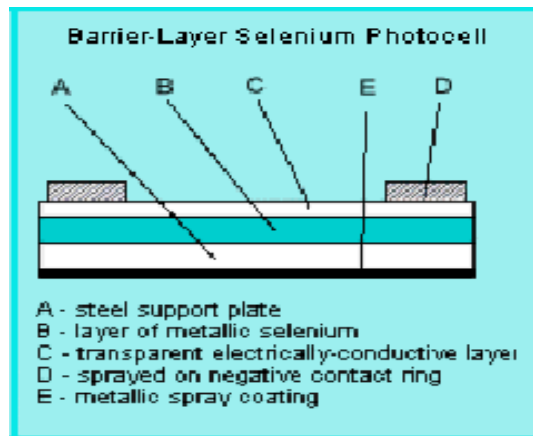 Barrier-Layer Selenium Photocell
A B C E D
A - steel support plate
B - layer of metallic selenium
C - transparent electrically-conductive layer
D - sprayed on negative contact ring
E - metallic spray coating